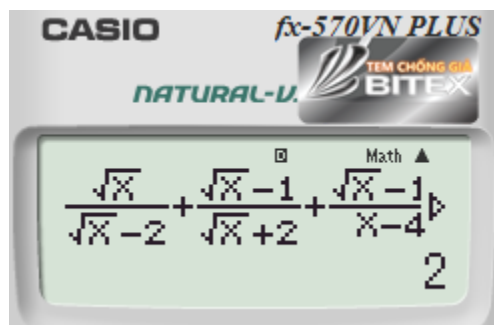 CASIO fx-570VN PLUS
NATURAL-V.
TEM CHỐNG GIẢ
BITEX
D Math ▲
√X/(√X-2)+(√X-1)/(√X+2)+(√X-1)/(X-4)▷
2